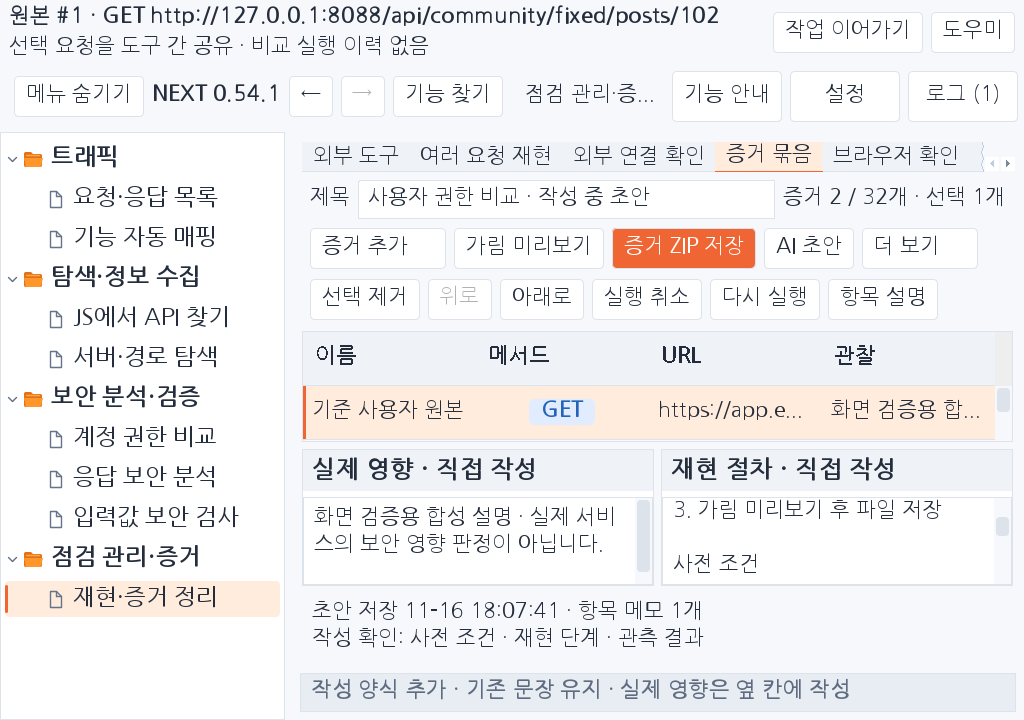 원본 #1 · GET http://127.0.0.1:8088/api/community/fixed/posts/102
선택 요청을 도구 간 공유 · 비교 실행 이력 없음
작업 이어가기
도우미
메뉴 숨기기
NEXT 0.54.1
←
→
기능 찾기
점검 관리·증...
기능 안내
설정
로그 (1)
트래픽
요청·응답 목록
기능 자동 매핑
탐색·정보 수집
JS에서 API 찾기
서버·경로 탐색
보안 분석·검증
계정 권한 비교
응답 보안 분석
입력값 보안 검사
점검 관리·증거
재현·증거 정리
외부 도구
여러 요청 재현
외부 연결 확인
증거 묶음
브라우저 확인
제목
사용자 권한 비교 · 작성 중 초안
증거 2 / 32개 · 선택 1개
증거 추가
가림 미리보기
증거 ZIP 저장
AI 초안
더 보기
선택 제거
위로
아래로
실행 취소
다시 실행
항목 설명
이름 메서드 URL 관찰
기준 사용자 원본 GET https://app.e... 화면 검증용 합...
실제 영향 · 직접 작성
화면 검증용 합성 설명 · 실제 서비
스의 보안 영향 판정이 아닙니다.
재현 절차 · 직접 작성
3. 가림 미리보기 후 파일 저장
사전 조건
초안 저장 11-16 18:07:41 · 항목 메모 1개
작성 확인: 사전 조건 · 재현 단계 · 관측 결과
작성 양식 추가 · 기존 문장 유지 · 실제 영향은 옆 칸에 작성